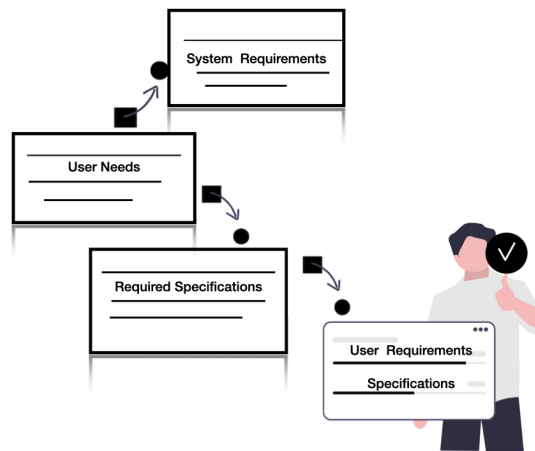 System Requirements
User Needs
Required Specifications
User Requirements
Specifications